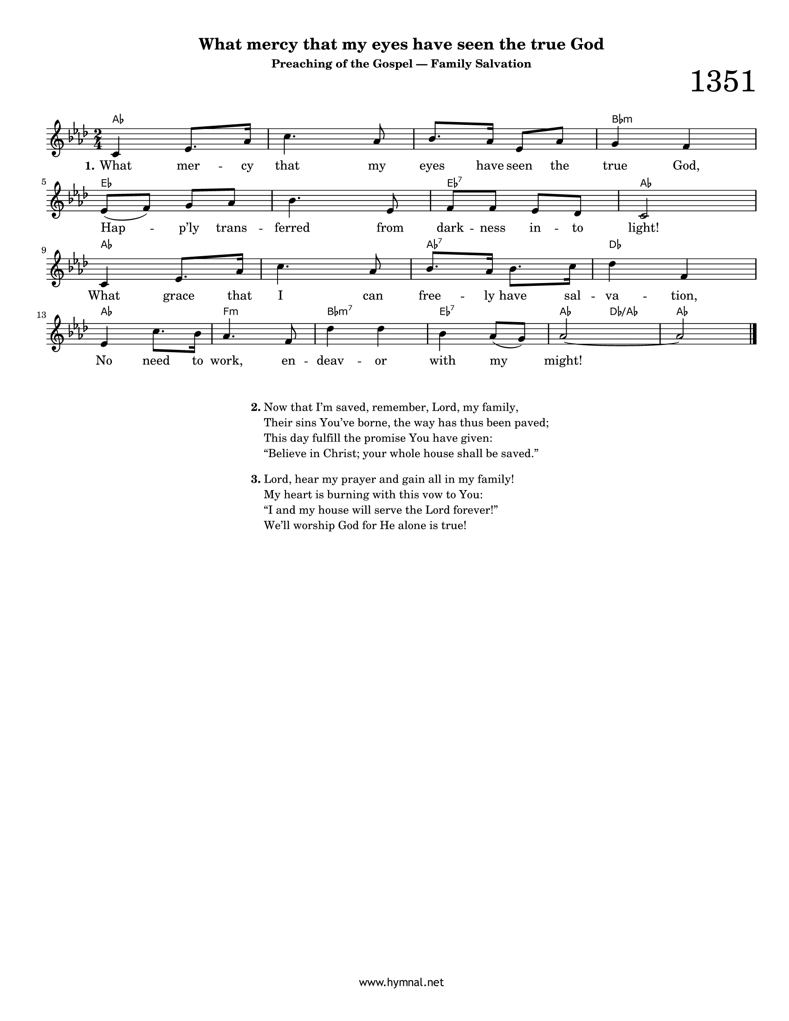 What mercy that my eyes have seen the true God
Preaching of the Gospel — Family Salvation
1351
A♭ B♭m
1. What mer - cy that my eyes have seen the true God,
5 E♭ E♭7 A♭
Hap - p'ly trans - ferred from dark - ness in - to light!
9 A♭ A♭7 D♭
What grace that I can free - ly have sal - va - tion,
13 A♭ Fm B♭m7 E♭7 A♭ D♭/A♭ A♭
No need to work, en - deav - or with my might!
2. Now that I'm saved, remember, Lord, my family,
Their sins You've borne, the way has thus been paved;
This day fulfill the promise You have given:
“Believe in Christ; your whole house shall be saved.”
3. Lord, hear my prayer and gain all in my family!
My heart is burning with this vow to You:
“I and my house will serve the Lord forever!”
We'll worship God for He alone is true!
www.hymnal.net